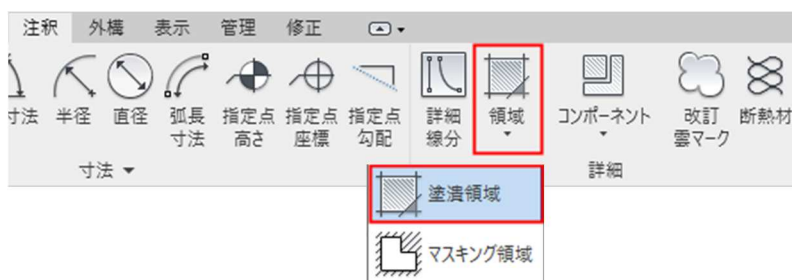 注釈 外構 表示 管理 修正
寸法 半径 直径 弧長 指定点 指定点 指定点 詳細 領域 コンポーネント 改訂 断熱材
寸法 高さ 座標 勾配 線分 雲マーク
寸法 詳細
塗潰領域
マスキング領域